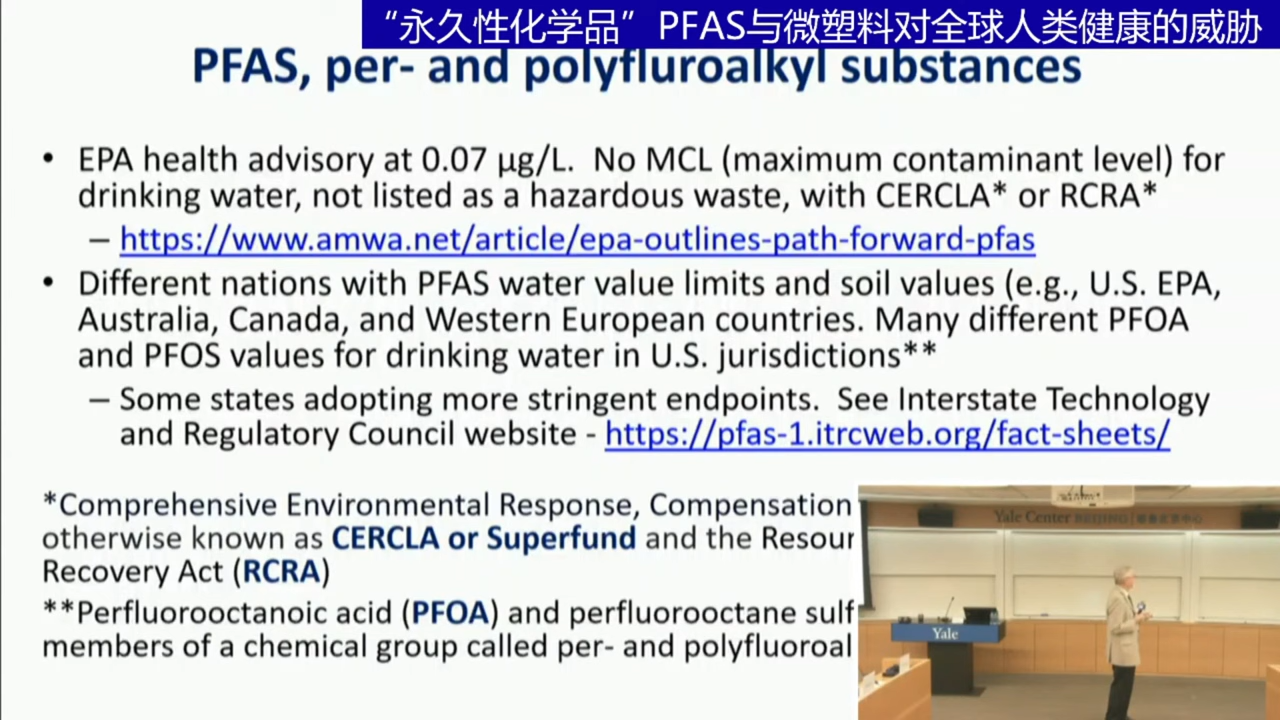 “永久性化学品” PFAS与微塑料对全球人类健康的威胁
PFAS, per- and polyfluroalkyl substances
• EPA health advisory at 0.07 µg/L. No MCL (maximum contaminant level) for
drinking water, not listed as a hazardous waste, with CERCLA* or RCRA*
– https://www.amwa.net/article/epa-outlines-path-forward-pfas
• Different nations with PFAS water value limits and soil values (e.g., U.S. EPA,
Australia, Canada, and Western European countries. Many different PFOA
and PFOS values for drinking water in U.S. jurisdictions**
– Some states adopting more stringent endpoints. See Interstate Technology
and Regulatory Council website - https://pfas-1.itrcweb.org/fact-sheets/
*Comprehensive Environmental Response, Compensation
otherwise known as CERCLA or Superfund and the Resour
Recovery Act (RCRA)
**Perfluorooctanoic acid (PFOA) and perfluorooctane sulf
members of a chemical group called per- and polyfluoroal
Yale Center BEIJING
Yale